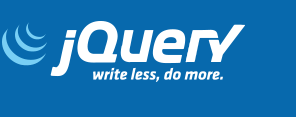 jQuery
write less, do more.